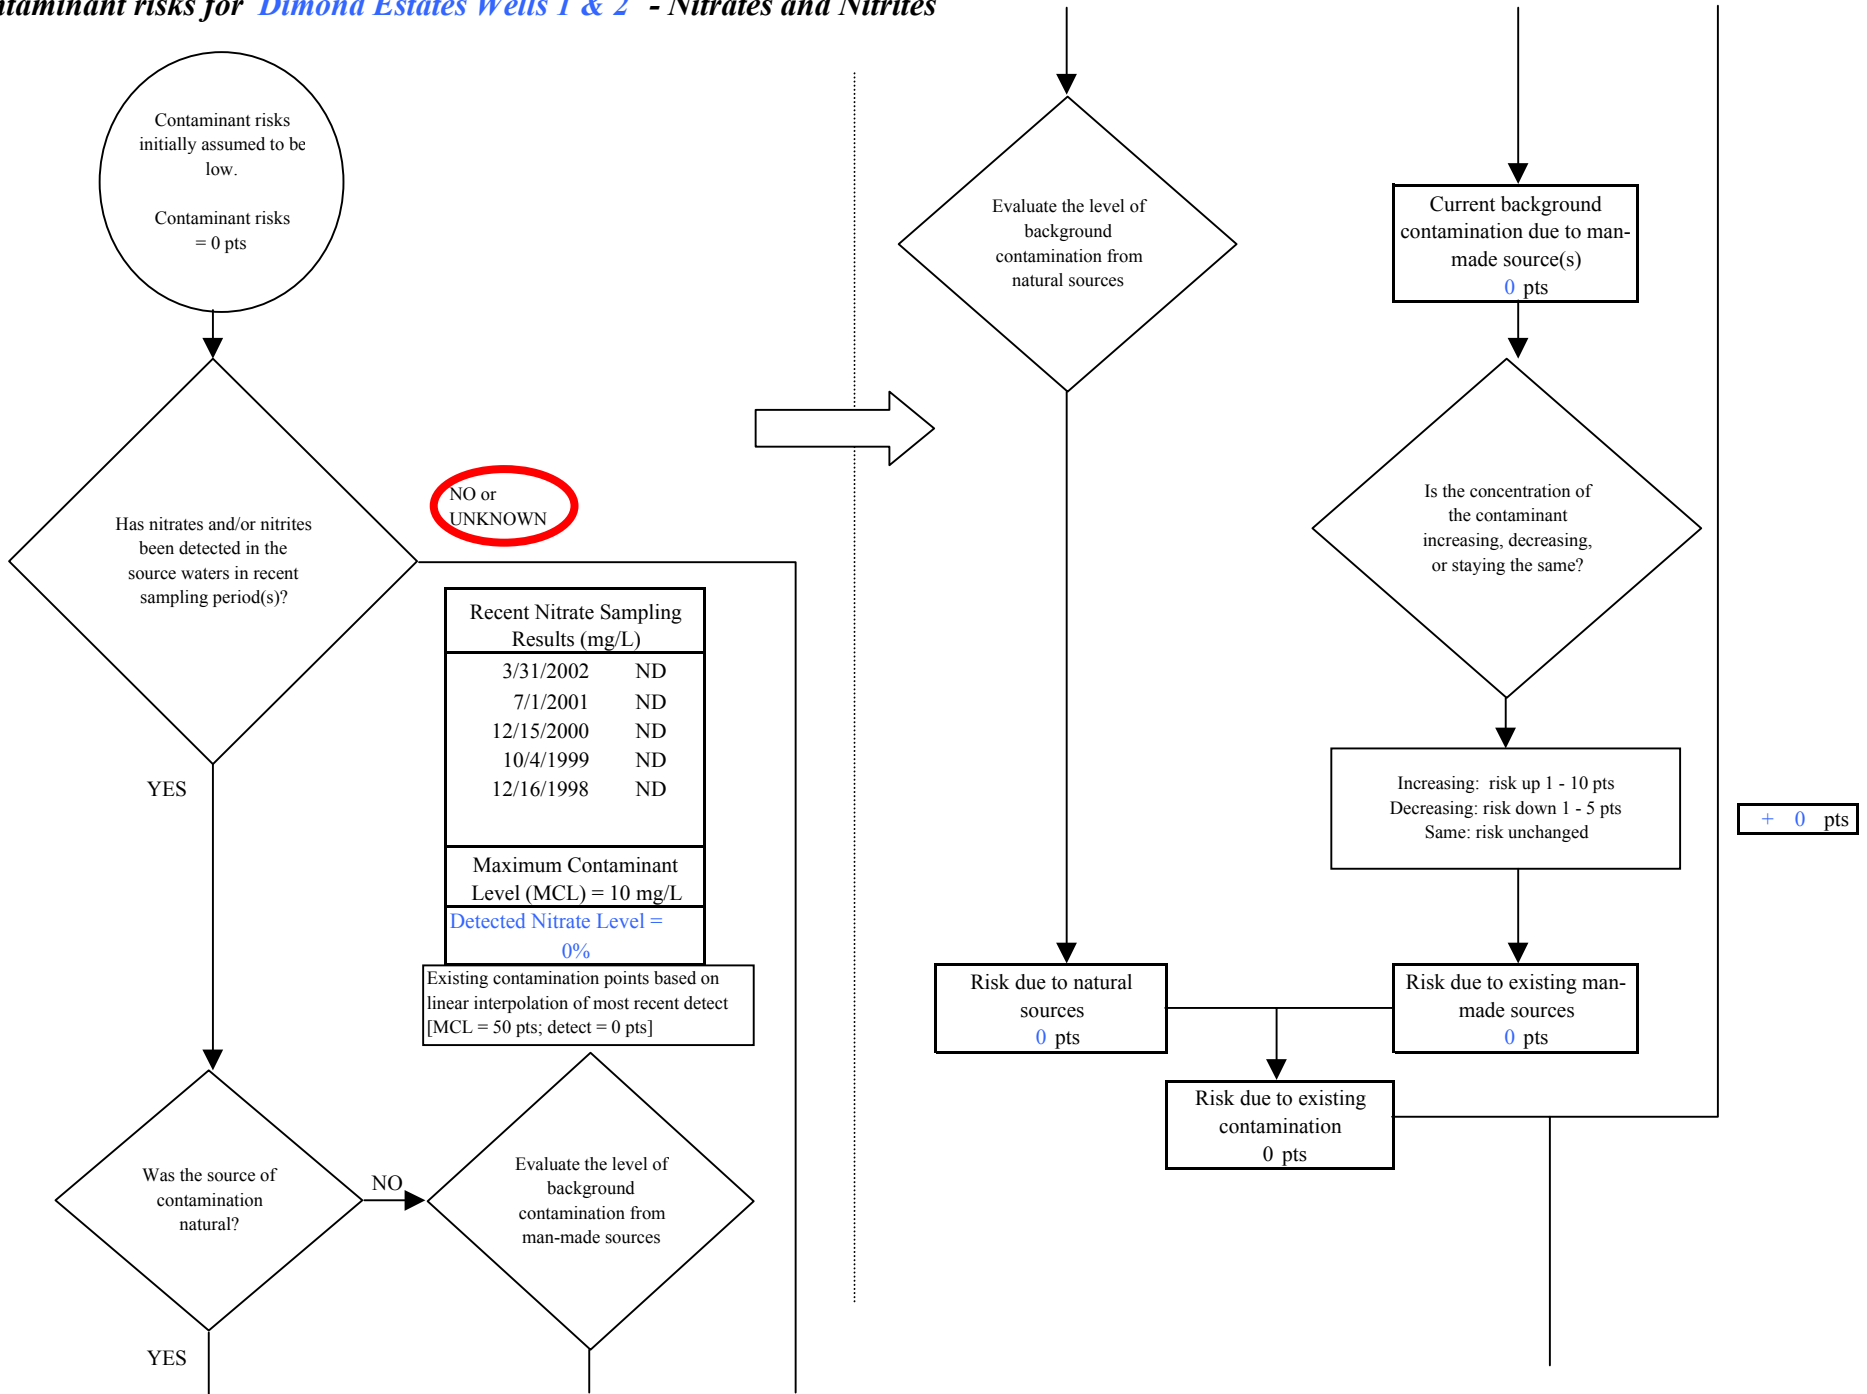 ntaminant risks for Dimond Estates Wells 1 & 2 - Nitrates and Nitrites
Contaminant risks
initially assumed to be
low.
Contaminant risks
= 0 pts
Has nitrates and/or nitrites
been detected in the
source waters in recent
sampling period(s)?
NO or
UNKNOWN
YES
Recent Nitrate Sampling
Results (mg/L)
3/31/2002 ND
7/1/2001 ND
12/15/2000 ND
10/4/1999 ND
12/16/1998 ND
Maximum Contaminant
Level (MCL) = 10 mg/L
Detected Nitrate Level =
0%
Existing contamination points based on
linear interpolation of most recent detect
[MCL = 50 pts; detect = 0 pts]
Was the source of
contamination
natural?
NO
YES
Evaluate the level of
background
contamination from
man-made sources
Evaluate the level of
background
contamination from
natural sources
Current background
contamination due to man-
made source(s)
0 pts
Is the concentration of
the contaminant
increasing, decreasing,
or staying the same?
Increasing: risk up 1 - 10 pts
Decreasing: risk down 1 - 5 pts
Same: risk unchanged
+ 0 pts
Risk due to natural
sources
0 pts
Risk due to existing man-
made sources
0 pts
Risk due to existing
contamination
0 pts